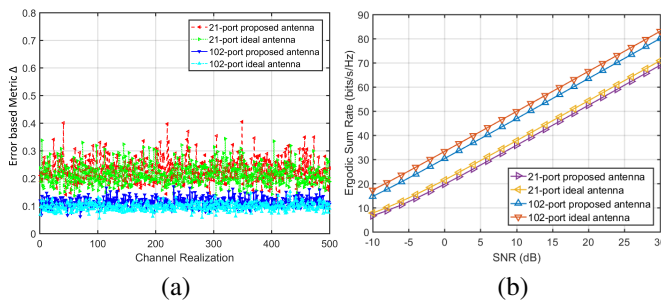 0.8
0.7
0.6
0.5
0.4
0.3
0.2
0.1
0
Error based Metric Δ
0 100 200 300 400 500
Channel Realization
21-port proposed antenna
21-port ideal antenna
102-port proposed antenna
102-port ideal antenna
(a)
90
80
70
60
50
40
30
20
10
0
Ergodic Sum Rate (bits/s/Hz)
-10 -5 0 5 10 15 20 25 30
SNR (dB)
21-port proposed antenna
21-port ideal antenna
102-port proposed antenna
102-port ideal antenna
(b)